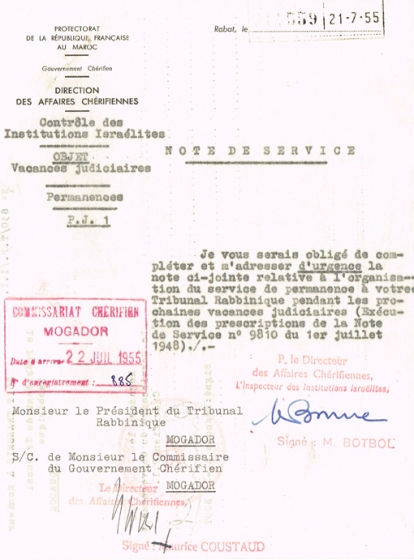 PROTECTORAT
DE LA RÉPUBLIQUE FRANÇAISE
AU MAROC
Gouvernement Chérifien
DIRECTION
DES AFFAIRES CHÉRIFIENNES
Contrôle des
Institutions Israélites
OBJET
Vacances judiciaires
Permanences
P.J. 1
Rabat, le
559 21-7-55
NOTE DE SERVICE
Je vous serais obligé de com-
pléter et m'adresser d'urgence la
note ci-jointe relative à l'organisa-
tion du service de permanence à votre
Tribunal Rabbinique pendant les pro-
chaines vacances judiciaires (Exécu-
tion des prescriptions de la Note
de Service n° 9810 du 1er juillet
1948)./.-
COMMISSARIAT CHÉRIFIEN
MOGADOR
Date d'arrivée 22 JUIL 1955
N° d'enregistrement : 885
P. le Directeur
des Affaires Chérifiennes,
L'Inspecteur des Institutions Israélites,
Signé : M. BOTBOL
Monsieur le Président du Tribunal
Rabbinique
MOGADOR
S/C. de Monsieur le Commissaire
du Gouvernement Chérifien
MOGADOR
Le Directeur
des Affaires Chérifiennes,
Signé : Maurice COUSTAUD